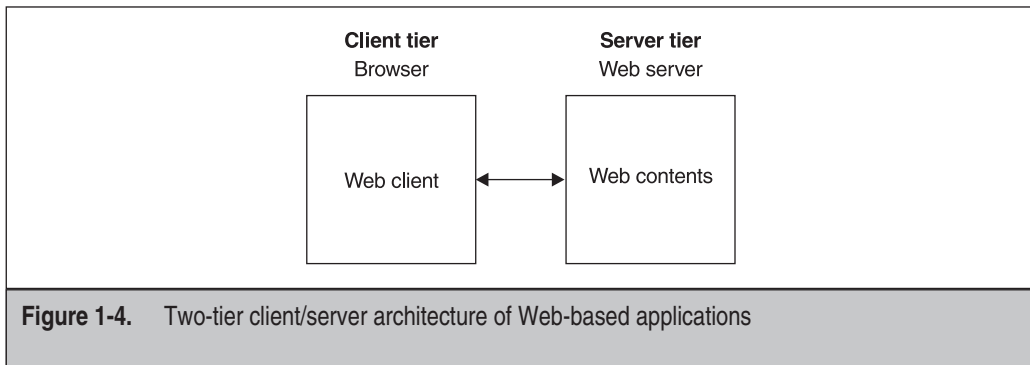 Client tier
Browser
Server tier
Web server
Web client
Web contents
Figure 1-4. Two-tier client/server architecture of Web-based applications